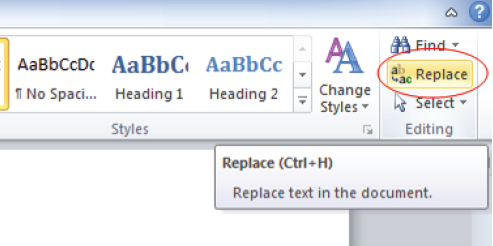 Find
AaBbCcDc AaBbC AaBbCc Replace
¶ No Spaci... Heading 1 Heading 2 Change Styles Select
Styles Editing
Replace (Ctrl+H)
Replace text in the document.